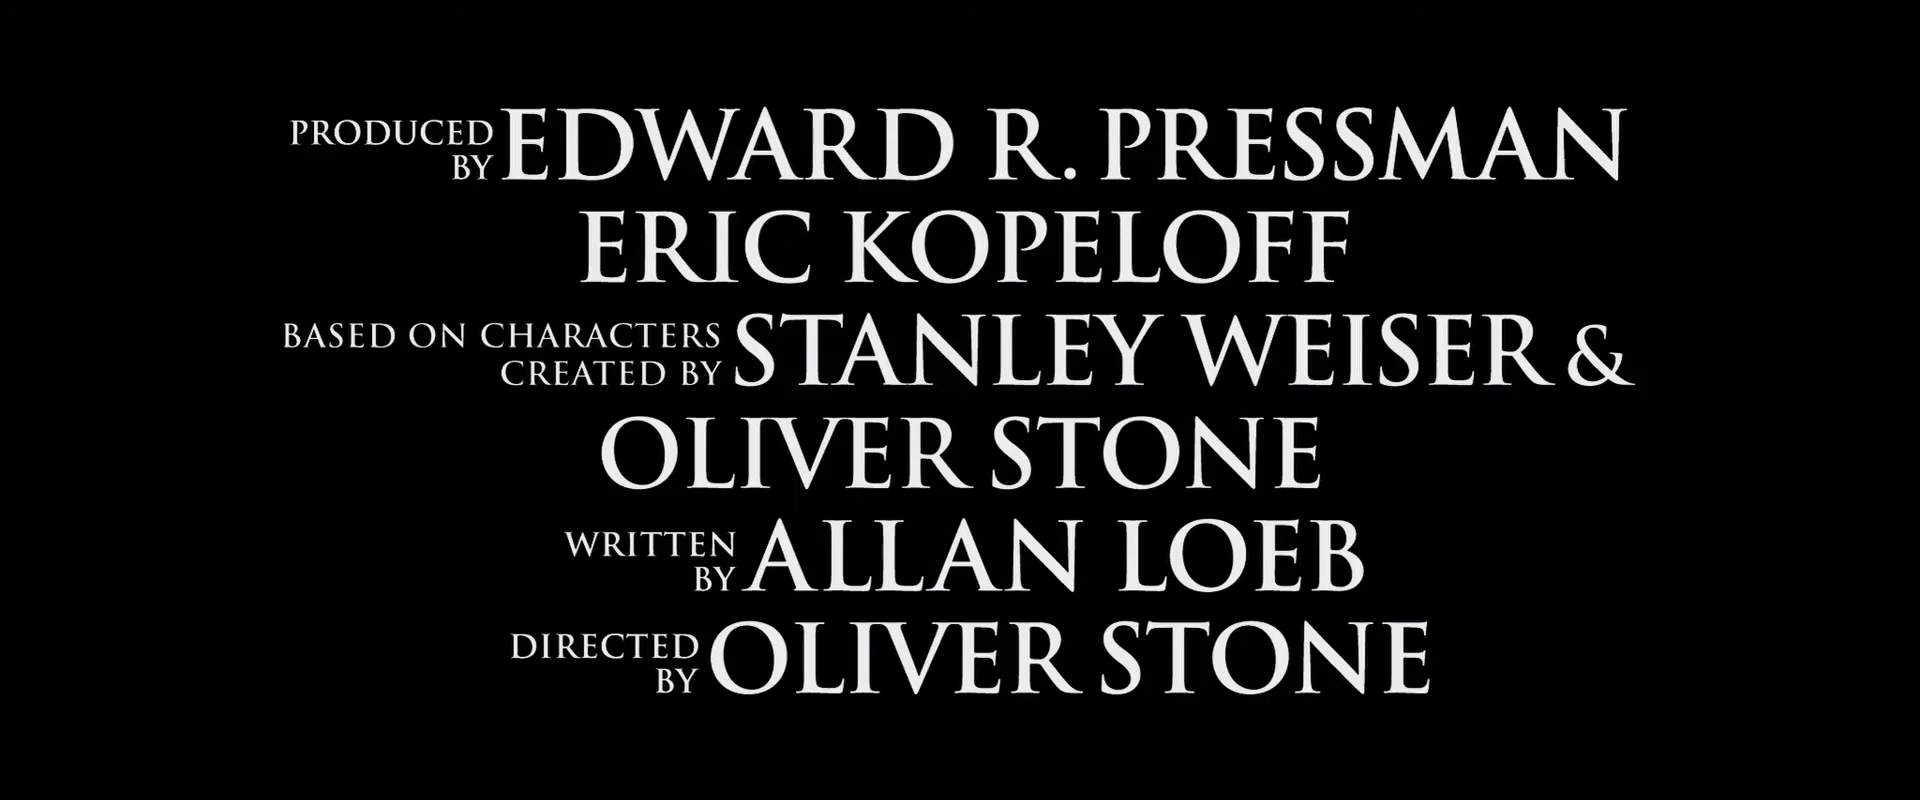 PRODUCED BY EDWARD R. PRESSMAN
ERIC KOPELOFF
BASED ON CHARACTERS CREATED BY STANLEY WEISER &
OLIVER STONE
WRITTEN BY ALLAN LOEB
DIRECTED BY OLIVER STONE